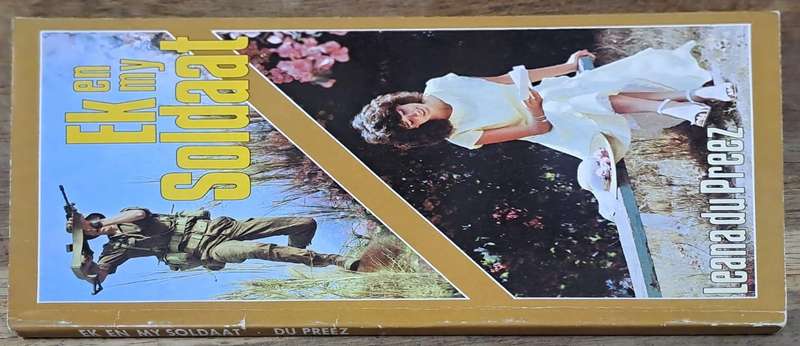 Ek
en
my
Soldaat
Leana du Preez
EK EN MY SOLDAAT · DU PREEZ